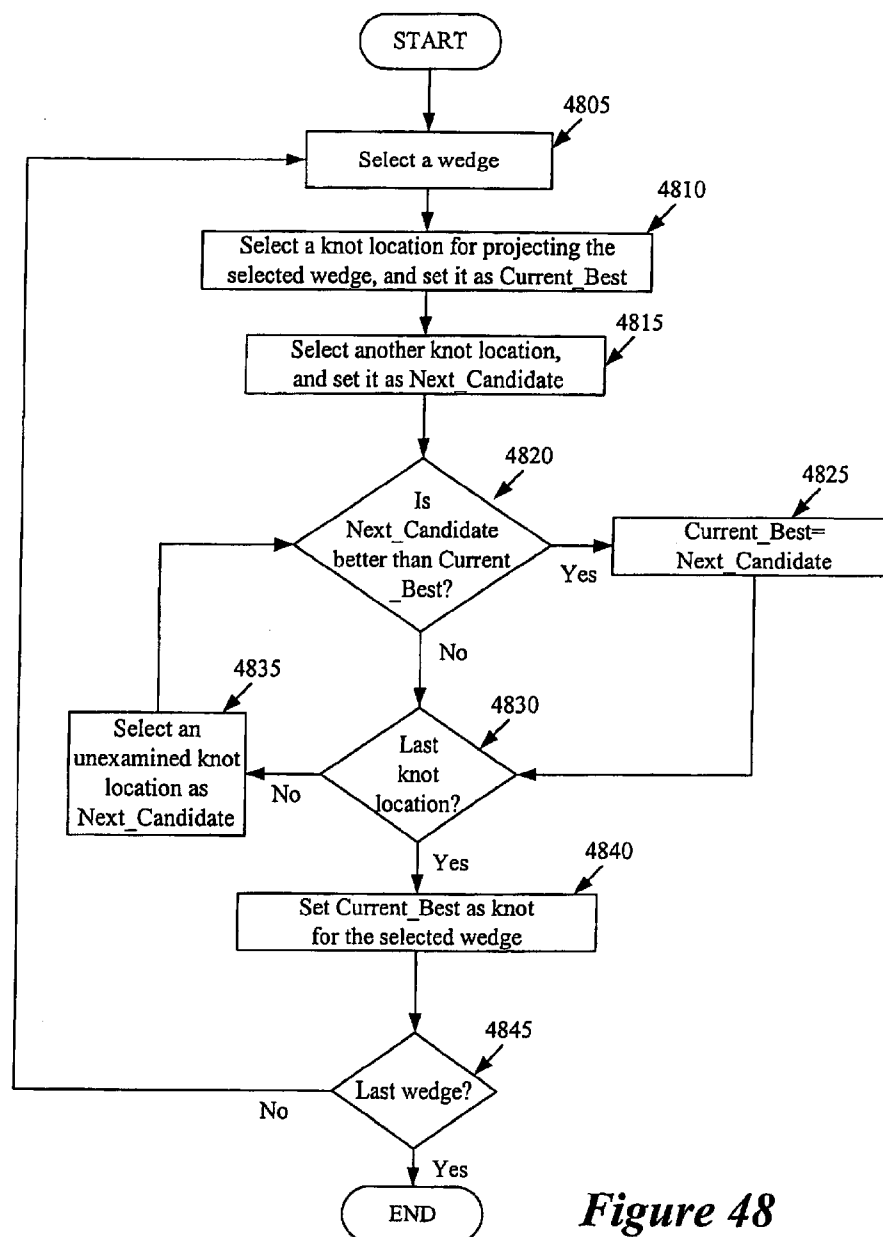 START
4805
Select a wedge
4810
Select a knot location for projecting the
selected wedge, and set it as Current_Best
4815
Select another knot location,
and set it as Next_Candidate
4820
Is
Next_Candidate
better than Current
_Best?
Yes
4825
Current_Best=
Next_Candidate
No
4835
Select an
unexamined knot
location as
Next_Candidate
4830
Last
knot
location?
No
Yes
4840
Set Current_Best as knot
for the selected wedge
4845
Last wedge?
No
Yes
END
Figure 48